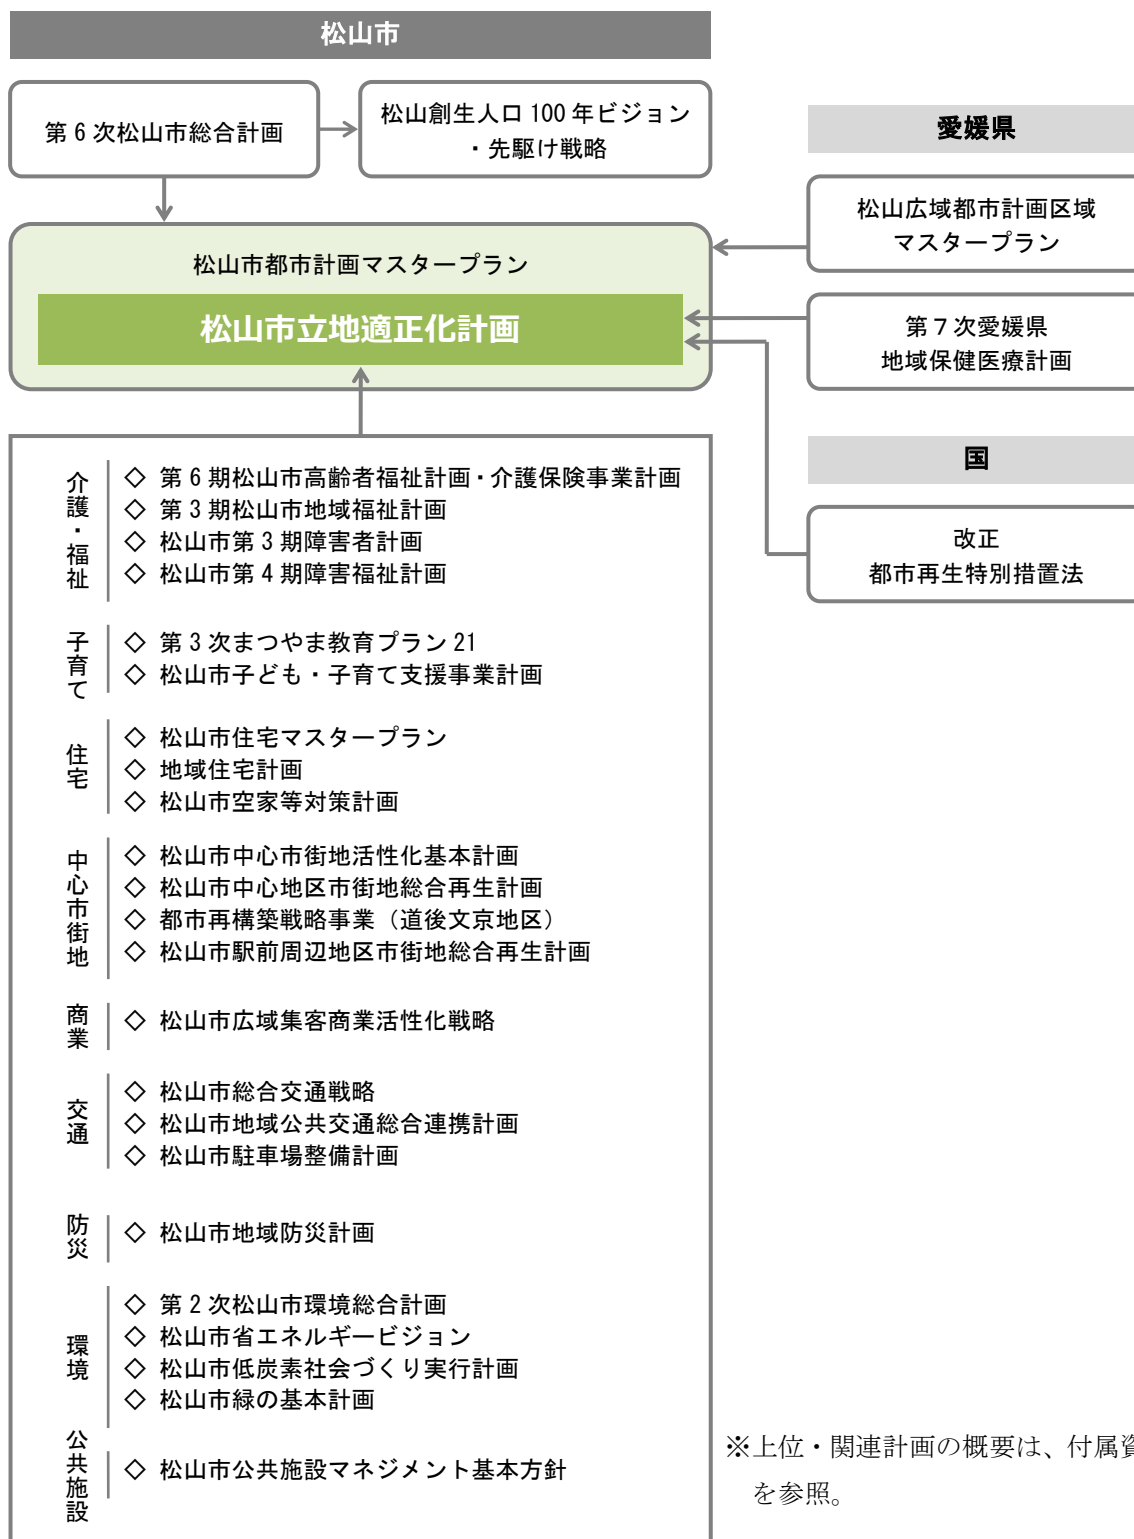 松山市
第6次松山市総合計画
松山創生人口100年ビジョン
・先駆け戦略
松山市都市計画マスタープラン
松山市立地適正化計画
愛媛県
松山広域都市計画区域
マスタープラン
第７次愛媛県
地域保健医療計画
国
改正
都市再生特別措置法
介護・福祉
◇ 第6期松山市高齢者福祉計画・介護保険事業計画
◇ 第3期松山市地域福祉計画
◇ 松山市第3期障害者計画
◇ 松山市第4期障害福祉計画
子育て
◇ 第3次まつやま教育プラン21
◇ 松山市子ども・子育て支援事業計画
住宅
◇ 松山市住宅マスタープラン
◇ 地域住宅計画
◇ 松山市空家等対策計画
中心市街地
◇ 松山市中心市街地活性化基本計画
◇ 松山市中心地区市街地総合再生計画
◇ 都市再構築戦略事業（道後文京地区）
◇ 松山市駅前周辺地区市街地総合再生計画
商業
◇ 松山市広域集客商業活性化戦略
交通
◇ 松山市総合交通戦略
◇ 松山市地域公共交通総合連携計画
◇ 松山市駐車場整備計画
防災
◇ 松山市地域防災計画
環境
◇ 第2次松山市環境総合計画
◇ 松山市省エネルギービジョン
◇ 松山市低炭素社会づくり実行計画
◇ 松山市緑の基本計画
公共施設
◇ 松山市公共施設マネジメント基本方針
※上位・関連計画の概要は、付属資
を参照。